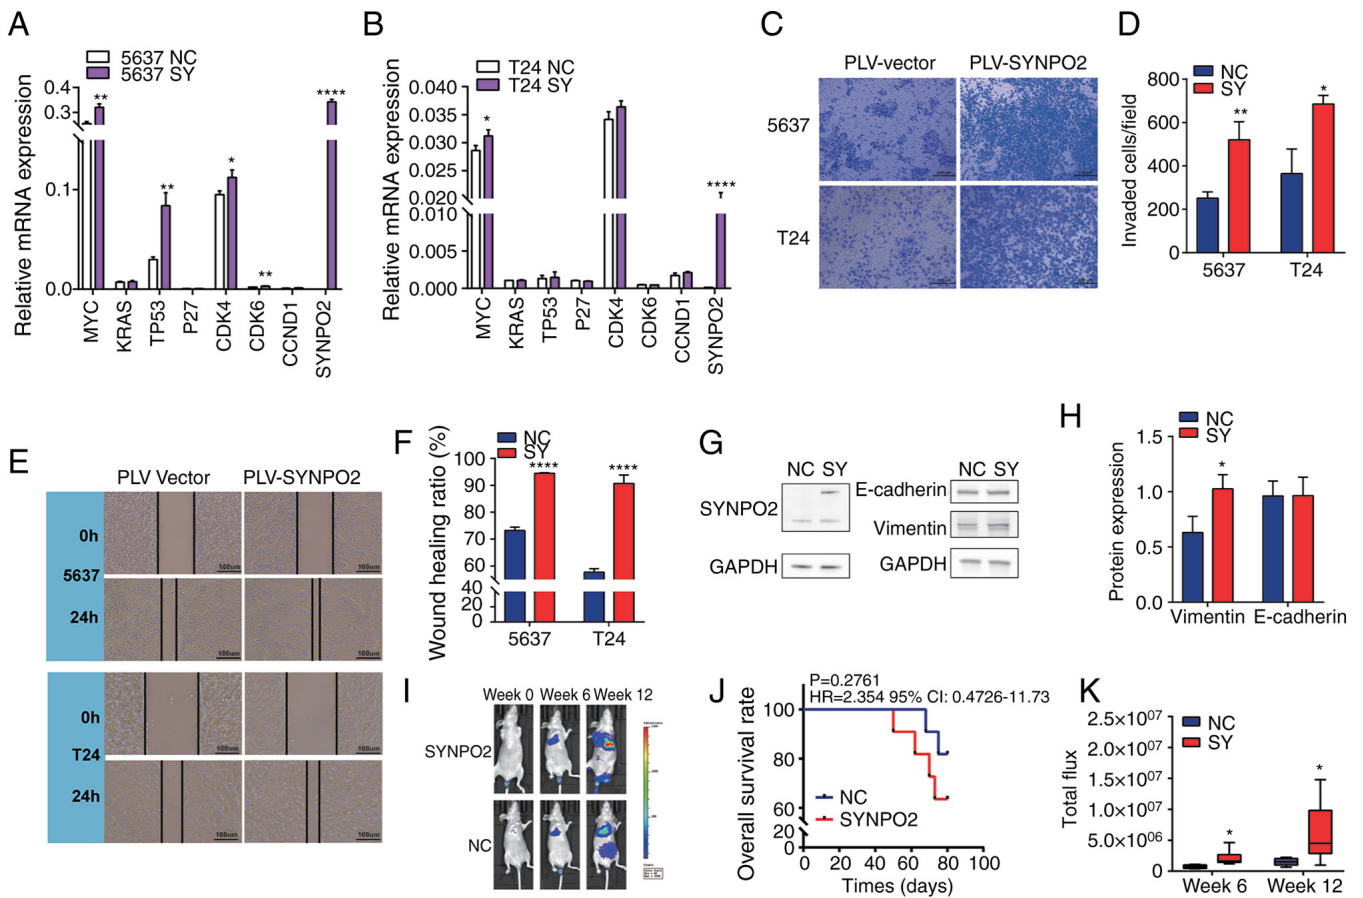 A
5637 NC
5637 SY
Relative mRNA expression
0.4
0.3
0.1
0.0
**
**
*
**
****
MYC
KRAS
TP53
P27
CDK4
CDK6
CCND1
SYNPO2
B
T24 NC
T24 SY
Relative mRNA expression
0.040
0.035
0.030
0.025
0.020
0.010
0.005
0.000
*
****
MYC
KRAS
TP53
P27
CDK4
CDK6
CCND1
SYNPO2
C
PLV-vector PLV-SYNPO2
5637
T24
D
NC
SY
Invaded cells/field
800
600
400
200
0
**
*
5637 T24
E
PLV Vector PLV-SYNPO2
0h
5637
24h
0h
T24
24h
100um 100um
100um 100um
100um 100um
100um 100um
F
NC
SY
Wound healing ratio (%)
100
90
80
70
60
40
20
0
**** ****
5637 T24
G
NC SY
SYNPO2
GAPDH
NC SY
E-cadherin
Vimentin
GAPDH
H
NC
SY
Protein expression
1.5
1.0
0.5
0.0
*
Vimentin E-cadherin
I
Week 0 Week 6 Week 12
SYNPO2
NC
J
P=0.2761
HR=2.354 95% CI: 0.4726-11.73
Overall survival rate
100
80
60
20
0
NC
SYNPO2
0 20 40 60 80 100
Times (days)
K
NC
SY
Total flux
2.5×10⁰⁷
2.0×10⁰⁷
1.5×10⁰⁷
1.0×10⁰⁷
5.0×10⁰⁶
0
*
*
Week 6 Week 12